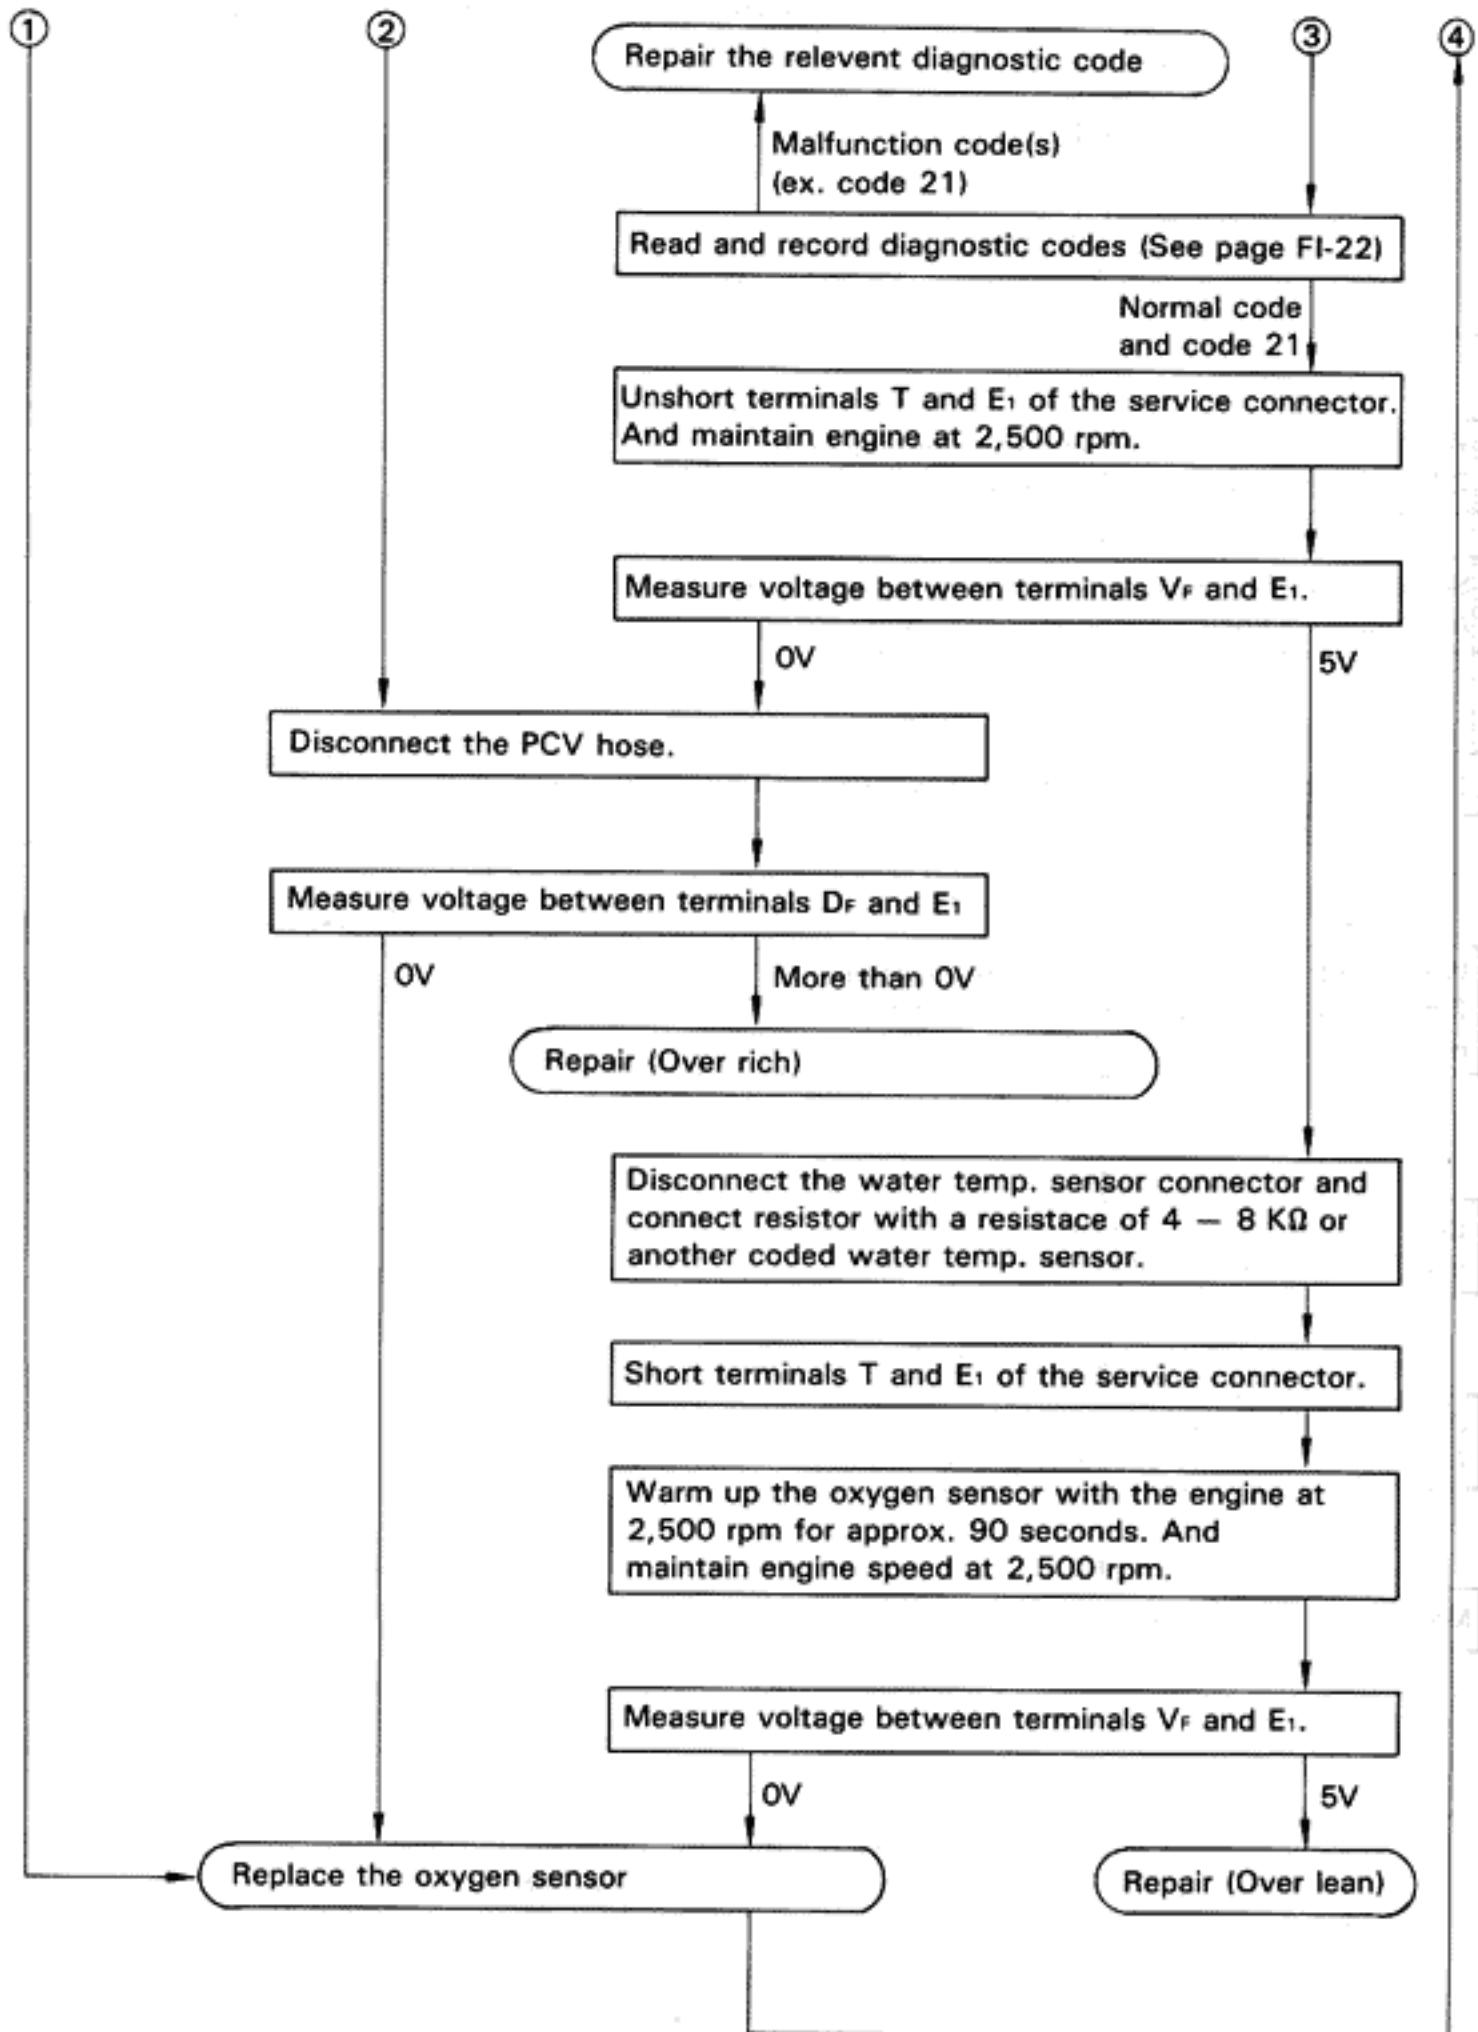 ① ② ③ ④
Repair the relevent diagnostic code
Malfunction code(s)
(ex. code 21)
Read and record diagnostic codes (See page FI-22)
Normal code
and code 21
Unshort terminals T and E₁ of the service connector.
And maintain engine at 2,500 rpm.
Measure voltage between terminals VF and E₁.
0V
5V
Disconnect the PCV hose.
Measure voltage between terminals DF and E₁
0V
More than 0V
Repair (Over rich)
Disconnect the water temp. sensor connector and
connect resistor with a resistace of 4 — 8 KΩ or
another coded water temp. sensor.
Short terminals T and E₁ of the service connector.
Warm up the oxygen sensor with the engine at
2,500 rpm for approx. 90 seconds. And
maintain engine speed at 2,500 rpm.
Measure voltage between terminals VF and E₁.
0V
5V
Replace the oxygen sensor
Repair (Over lean)